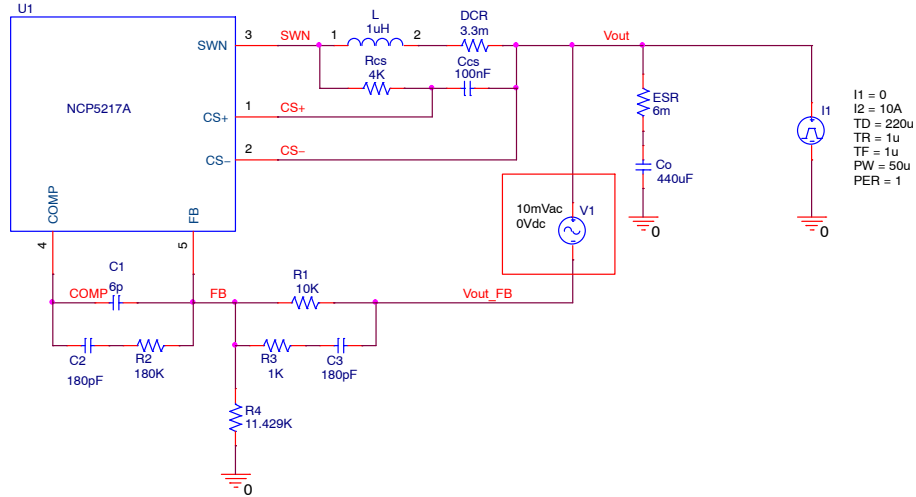 U1
NCP5217A
SWN
3
SWN
L
1uH
1
2
DCR
3.3m
Vout
Rcs
4K
Ccs
100nF
CS+
1
CS+
CS−
2
CS−
ESR
6m
Co
440uF
0
I1
0
I1 = 0
I2 = 10A
TD = 220u
TR = 1u
TF = 1u
PW = 50u
PER = 1
10mVac
0Vdc
V1
COMP
4
FB
5
C1
6p
COMP
FB
R1
10K
Vout_FB
C2
180pF
R2
180K
R3
1K
C3
180pF
R4
11.429K
0